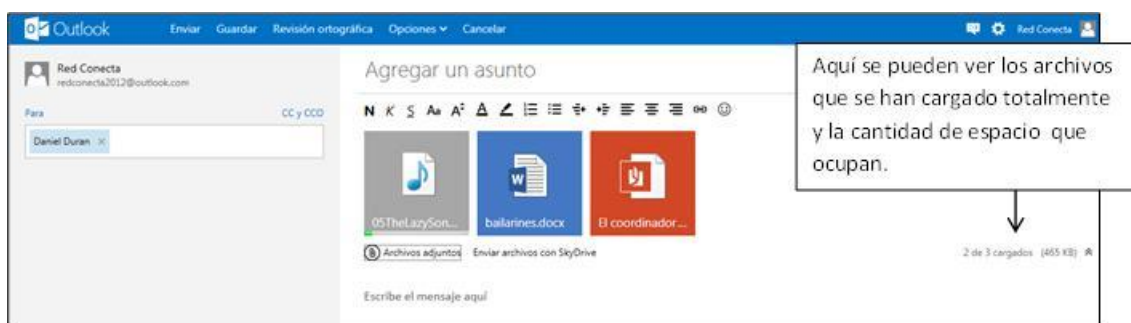 Outlook Enviar Guardar Revisión ortográfica Opciones Cancelar Red Conecta
Red Conecta
redconecta2012@outlook.com
Para CC y CCO
Daniel Duran ×
Agregar un asunto
N K S Aa A A
05TheLazySon... bailarines.docx El coordinador...
Archivos adjuntos Enviar archivos con SkyDrive
2 de 3 cargados (465 KB)
Escribe el mensaje aquí
Aquí se pueden ver los archivos
que se han cargado totalmente
y la cantidad de espacio que
ocupan.